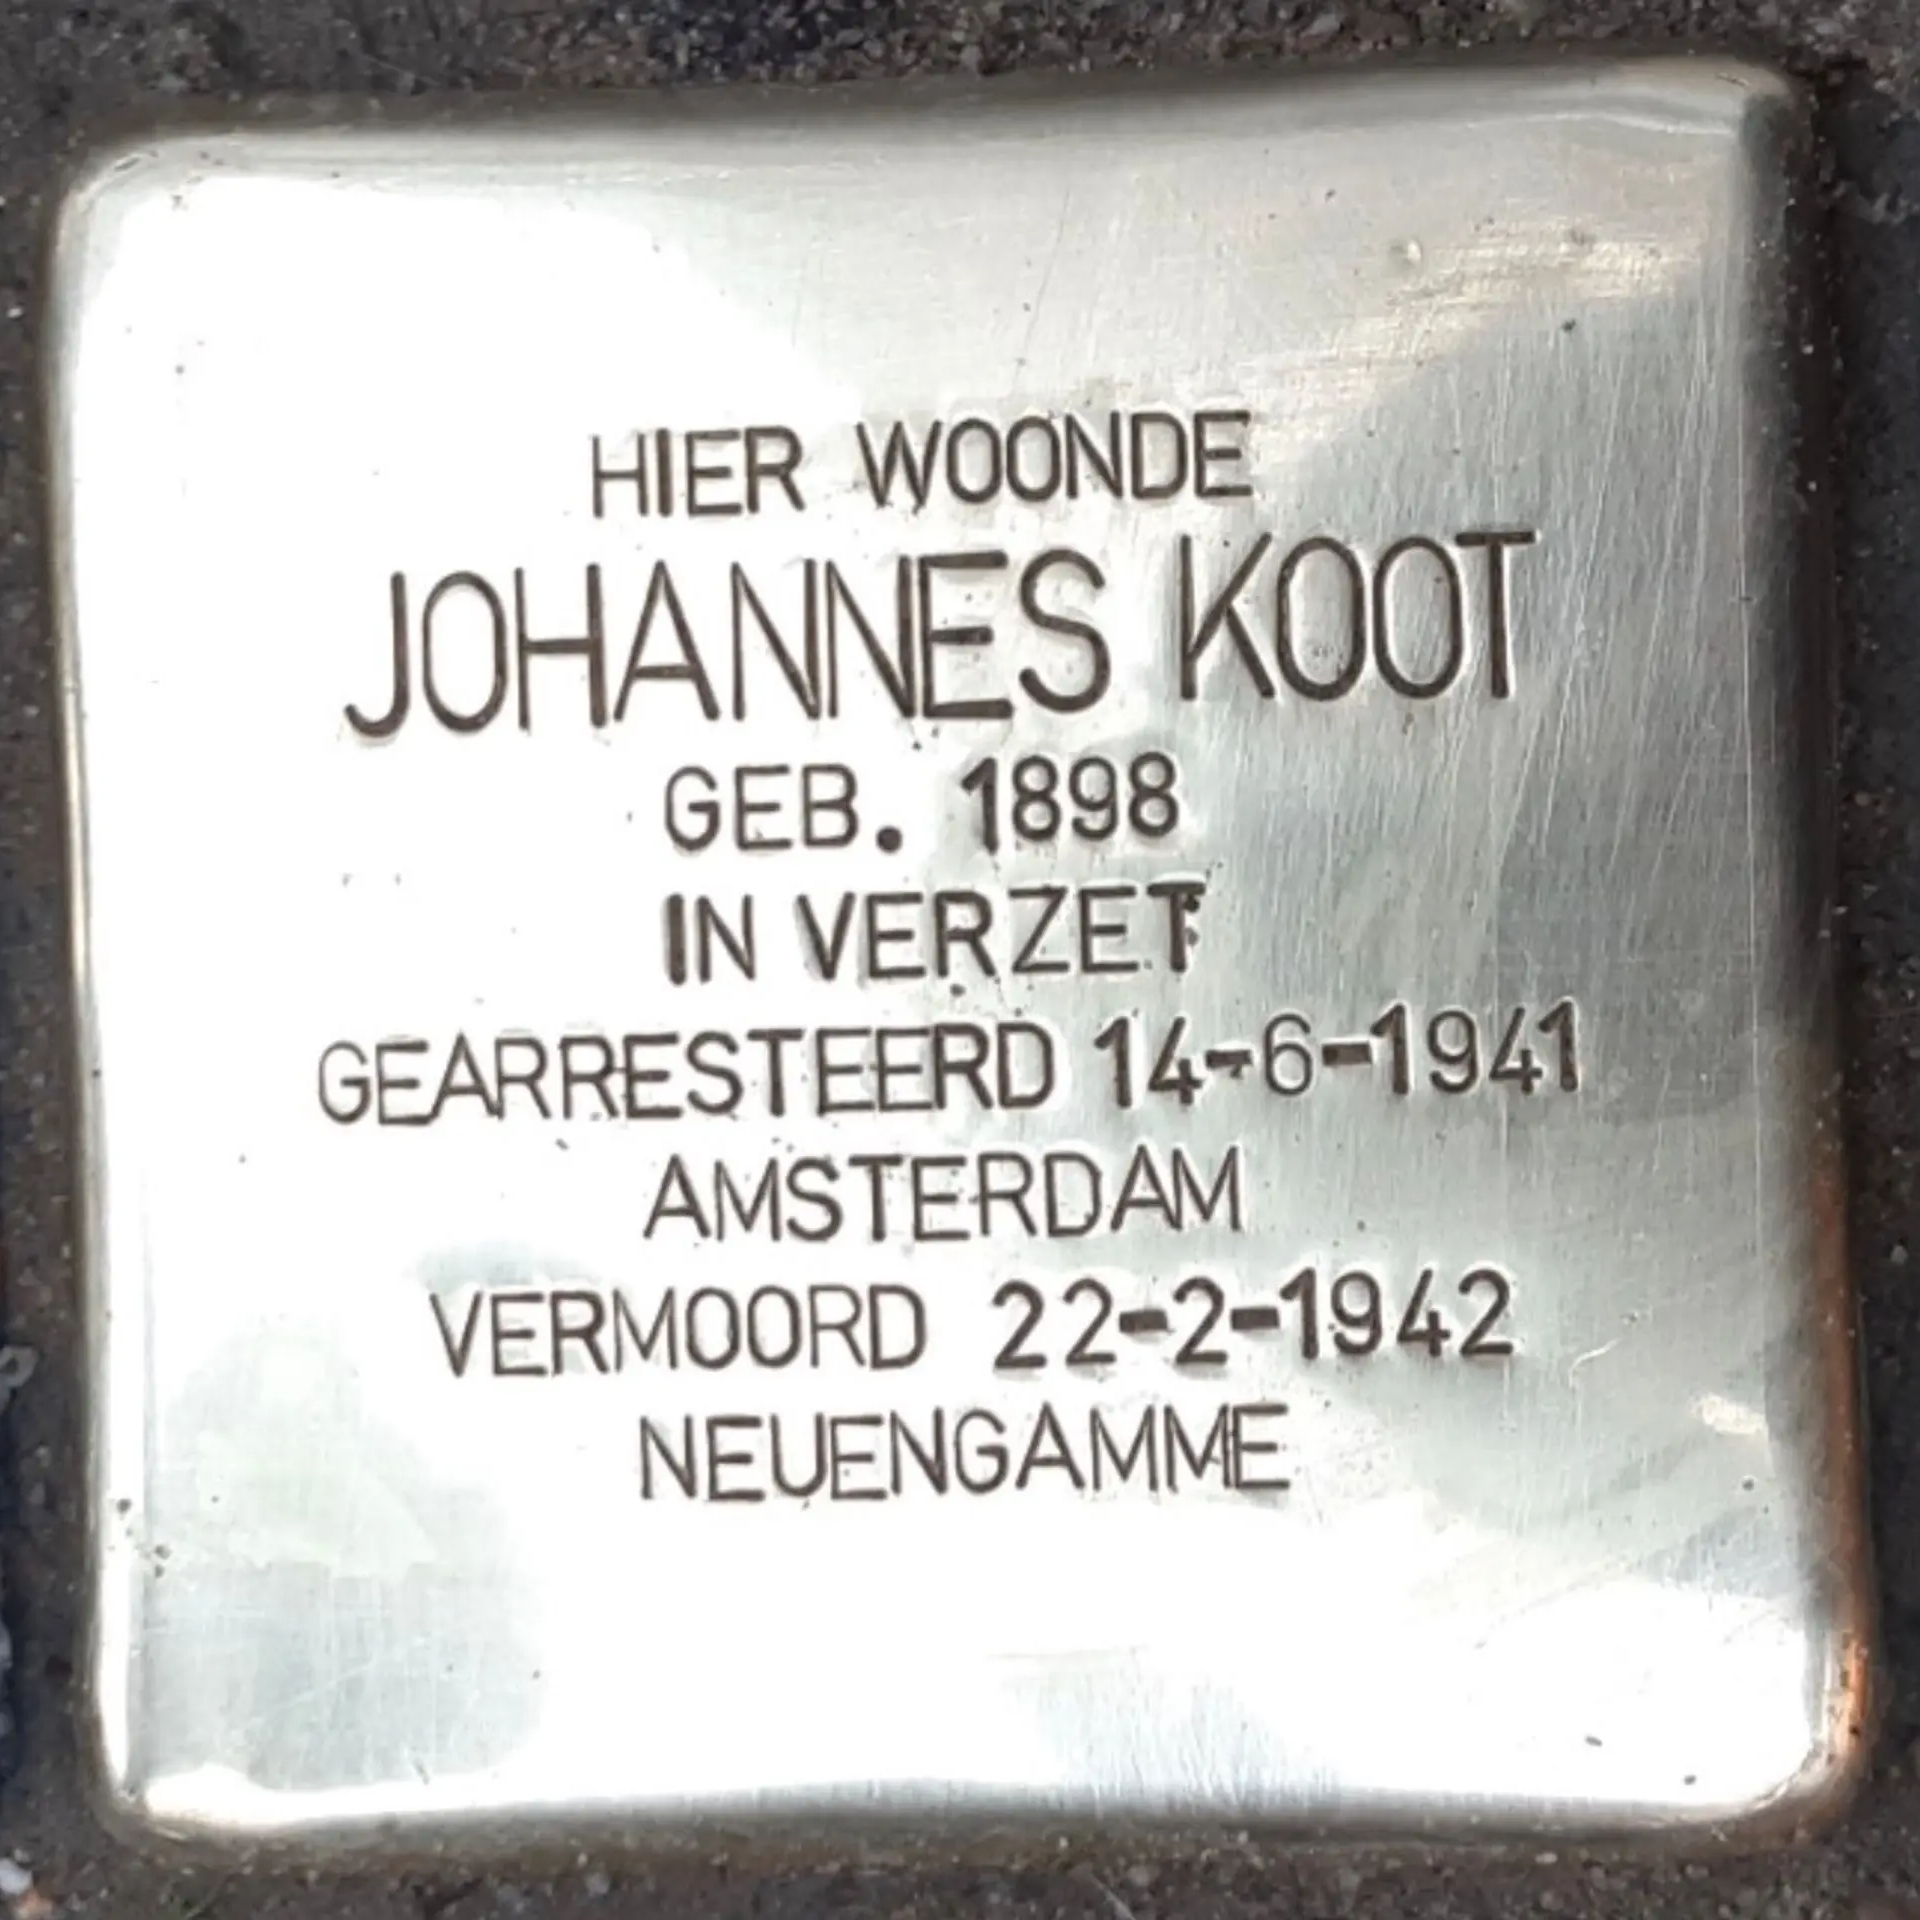 HIER WOONDE
JOHANNES KOOT
GEB. 1898
IN VERZET
GEARRESTEERD 14-6-1941
AMSTERDAM
VERMOORD 22-2-1942
NEUENGAMME